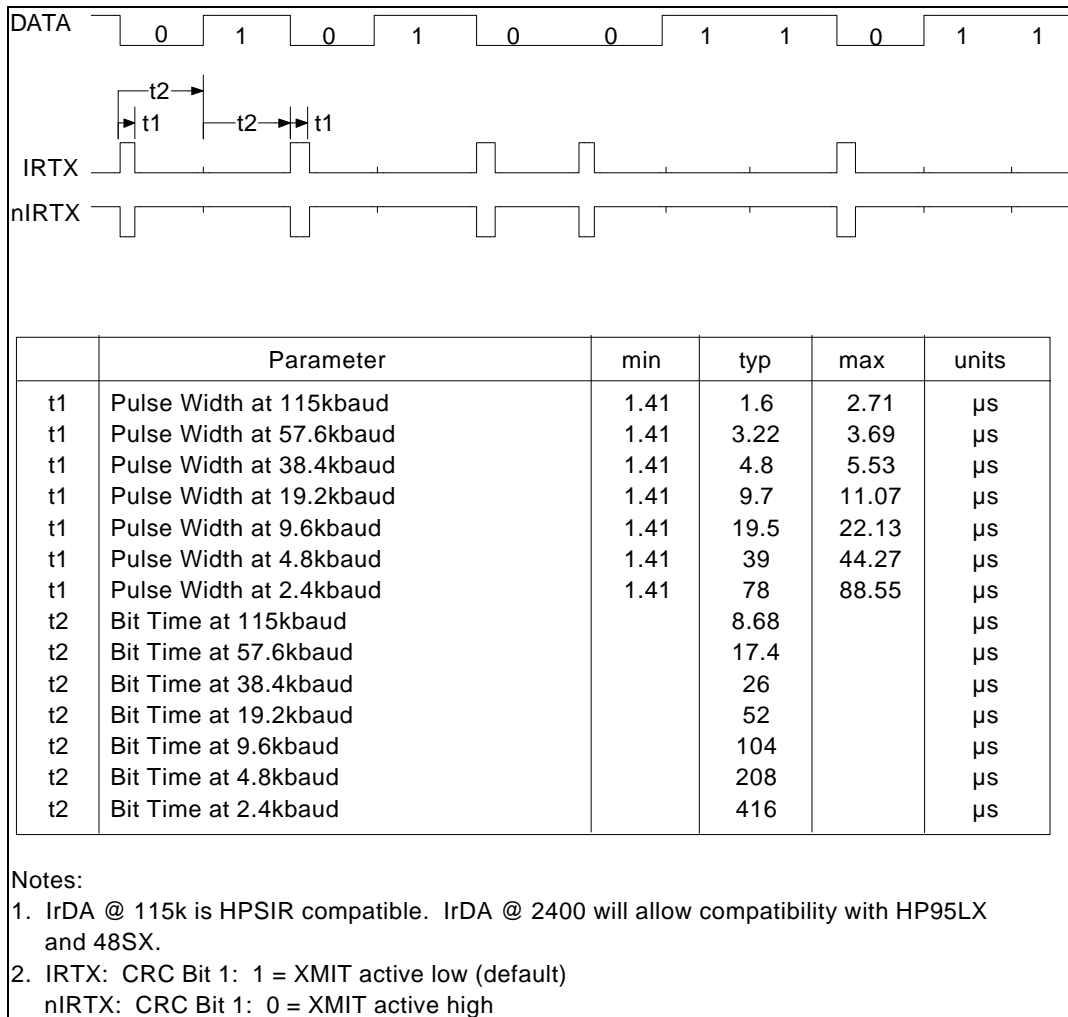 DATA 0 1 0 1 0 0 1 1 0 1 1
t2
t1 t2 t1
IRTX
nIRTX
Parameter min typ max units
t1 Pulse Width at 115kbaud 1.41 1.6 2.71 µs
t1 Pulse Width at 57.6kbaud 1.41 3.22 3.69 µs
t1 Pulse Width at 38.4kbaud 1.41 4.8 5.53 µs
t1 Pulse Width at 19.2kbaud 1.41 9.7 11.07 µs
t1 Pulse Width at 9.6kbaud 1.41 19.5 22.13 µs
t1 Pulse Width at 4.8kbaud 1.41 39 44.27 µs
t1 Pulse Width at 2.4kbaud 1.41 78 88.55 µs
t2 Bit Time at 115kbaud 8.68 µs
t2 Bit Time at 57.6kbaud 17.4 µs
t2 Bit Time at 38.4kbaud 26 µs
t2 Bit Time at 19.2kbaud 52 µs
t2 Bit Time at 9.6kbaud 104 µs
t2 Bit Time at 4.8kbaud 208 µs
t2 Bit Time at 2.4kbaud 416 µs
Notes:
1. IrDA @ 115k is HPSIR compatible. IrDA @ 2400 will allow compatibility with HP95LX
and 48SX.
2. IRTX: CRC Bit 1: 1 = XMIT active low (default)
nIRTX: CRC Bit 1: 0 = XMIT active high